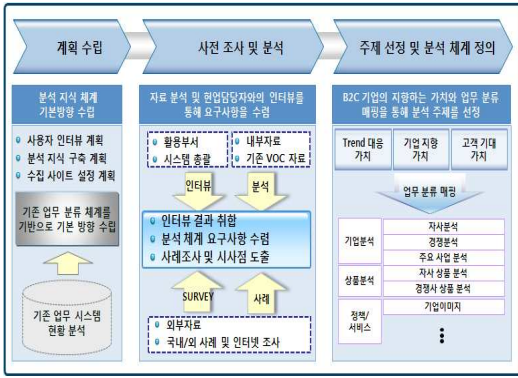 계획 수립
사전 조사 및 분석
주제 선정 및 분석 체계 정의
분석 지식 체계
기본방향 수립
사용자 인터뷰 계획
분석 지식 구축 계획
수집 사이트 설정 계획
기존 업무 분류 체계를
기반으로 기본 방향 수립
기존 업무 시스템
현황 분석
자료 분석 및 현업담당자와의 인터뷰를
통해 요구사항을 수렴
활용부서
시스템 총괄
내부자료
기존 VOC 자료
인터뷰
분석
인터뷰 결과 취합
분석 체계 요구사항 수렴
사례조사 및 시사점 도출
SURVEY
사례
외부자료
국내/외 사례 및 인터넷 조사
B2C 기업의 지향하는 가치와 업무 분류
매핑을 통해 분석 주제를 선정
Trend 대응
가치
기업 지향
가치
고객 기대
가치
업무 분류 매핑
기업분석
자사분석
경쟁분석
주요 사업 분석
상품분석
자사 상품 분석
경쟁사 상품 분석
정책/
서비스
기업이미지